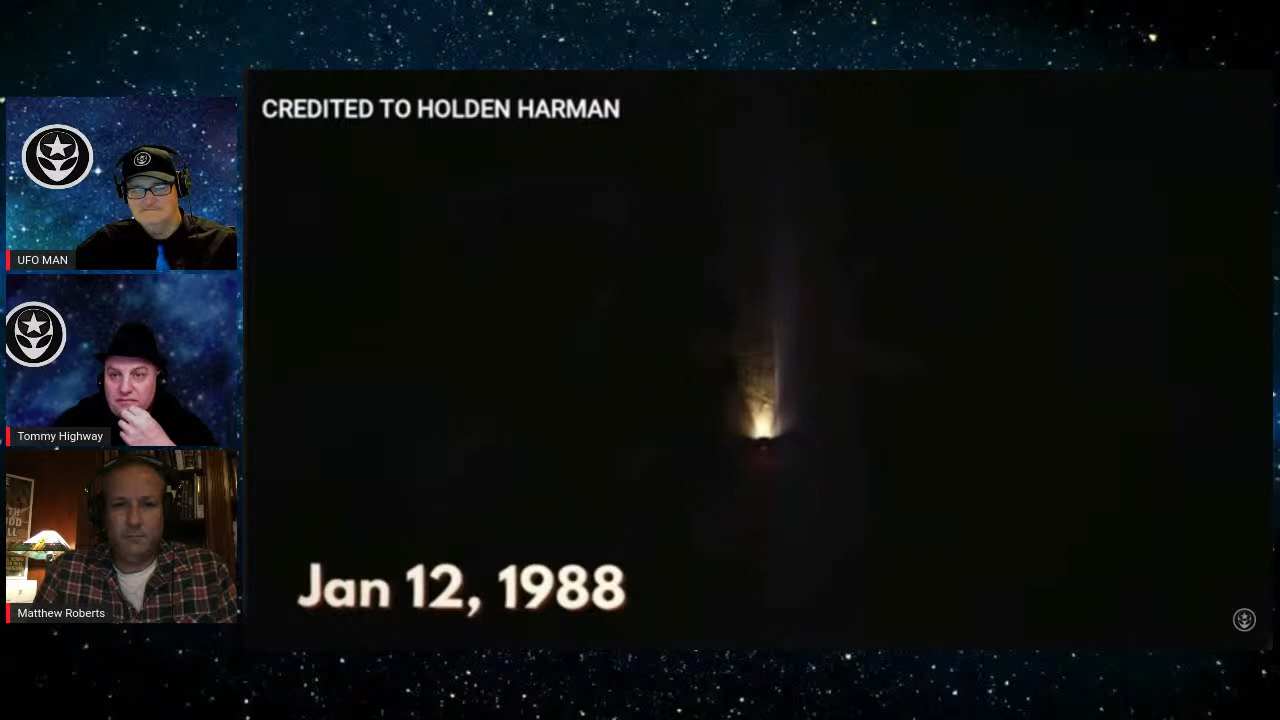 CREDITED TO HOLDEN HARMAN
UFO MAN
Tommy Highway
Matthew Roberts
Jan 12, 1988